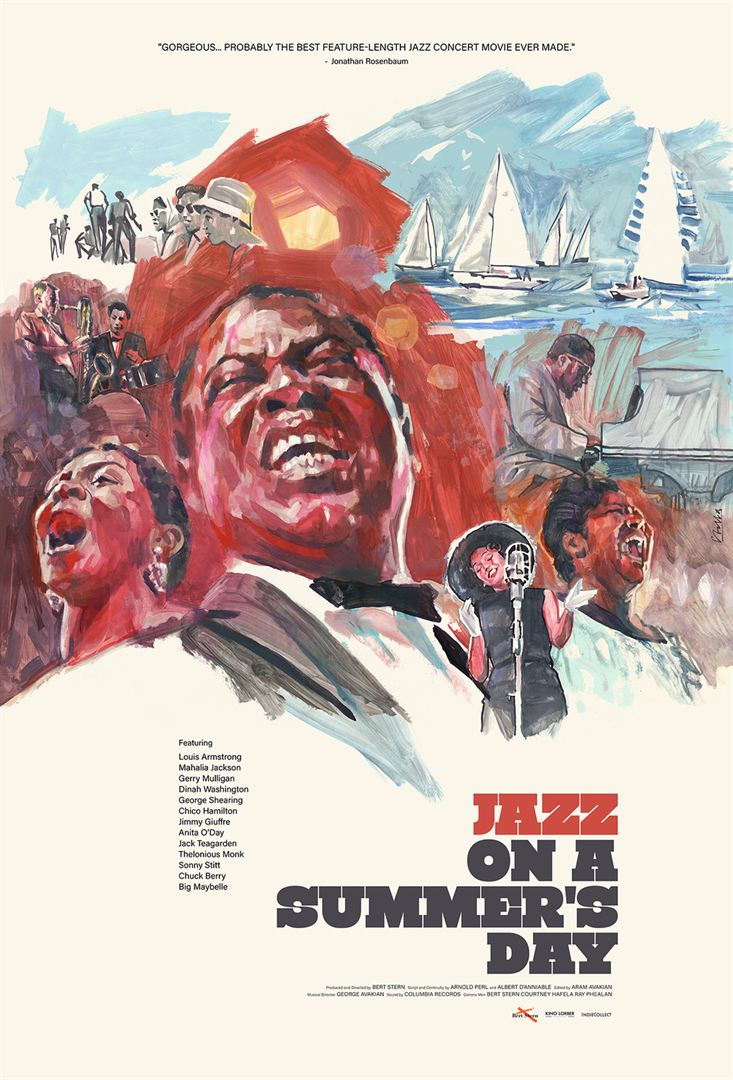 "GORGEOUS... PROBABLY THE BEST FEATURE-LENGTH JAZZ CONCERT MOVIE EVER MADE."
- Jonathan Rosenbaum
Featuring
Louis Armstrong
Mahalia Jackson
Gerry Mulligan
Dinah Washington
George Shearing
Chico Hamilton
Jimmy Giuffre
Anita O'Day
Jack Teagarden
Thelonious Monk
Sonny Stitt
Chuck Berry
Big Maybelle
JAZZ
ON A
SUMMER'S
DAY
Produced and Directed by BERT STERN Script and Continuity by ARNOLD PERL and ALBERT D'ANNIABLE Edited by ARAM AVAKIAN
Musical Director GEORGE AVAKIAN Sound by COLUMBIA RECORDS Camera Men BERT STERN COURTNEY HAFELA RAY PHEALAN
Bert Stern KINO LORBER INDIECOLLECT